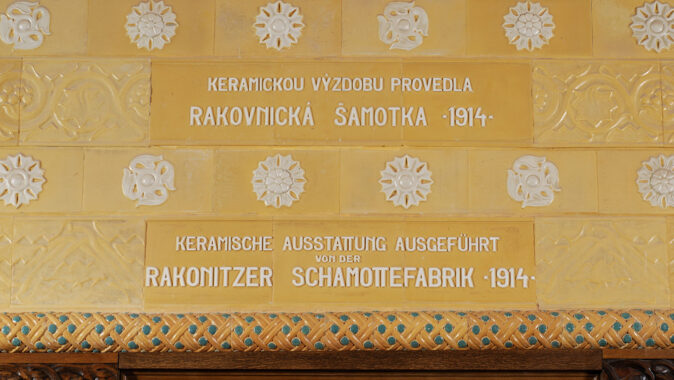 KERAMICKOU VÝZDOBU PROVEDLA
RAKOVNICKÁ ŠAMOTKA ·1914·
KERAMISCHE AUSSTATTUNG AUSGEFÜHRT
VON DER
RAKONITZER SCHAMOTTEFABRIK ·1914·